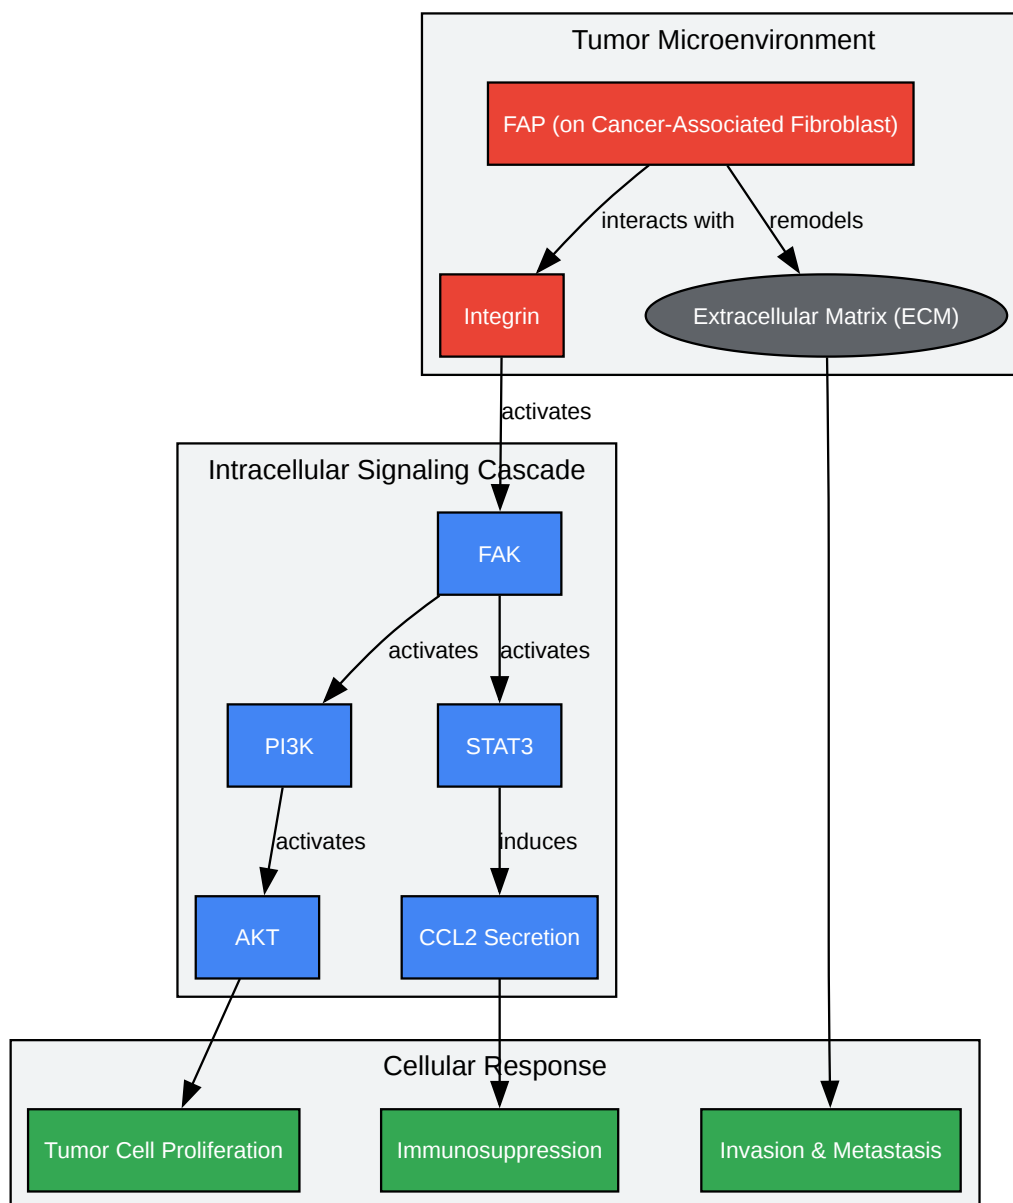 Tumor Microenvironment
FAP (on Cancer-Associated Fibroblast)
interacts with
remodels
Integrin
Extracellular Matrix (ECM)
activates
Intracellular Signaling Cascade
FAK
activates
activates
PI3K
STAT3
activates
induces
AKT
CCL2 Secretion
Cellular Response
Tumor Cell Proliferation
Immunosuppression
Invasion & Metastasis